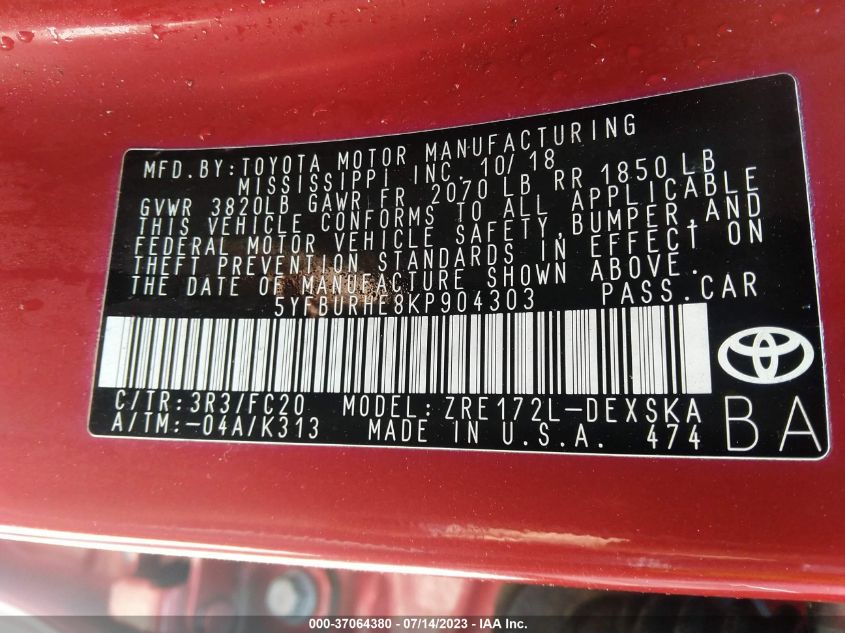 MFD. BY: TOYOTA MOTOR MANUFACTURING
MISSISSIPPI INC. 10/18
GVWR 3820LB GAWR FR 2070 LB RR 1850 LB
THIS VEHICLE CONFORMS TO ALL APPLICABLE
FEDERAL MOTOR VEHICLE SAFETY, BUMPER, AND
THEFT PREVENTION STANDARDS IN EFFECT ON
THE DATE OF MANUFACTURE SHOWN ABOVE.
5YFBURHE8KP904303 PASS. CAR
C/TR: 3R3/FC20 MODEL: ZRE172L-DEXSKA
A/TM: -04A/K313 MADE IN U.S.A. 474
BA
000-37064380 - 07/14/2023 - IAA Inc.